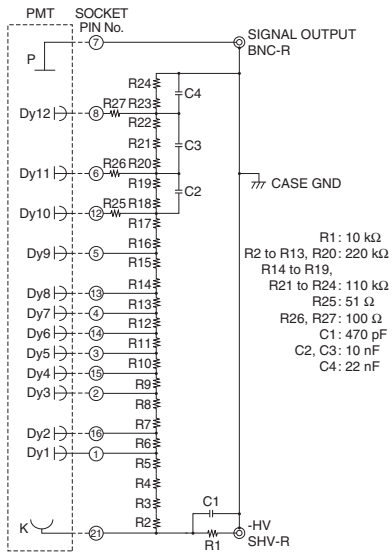 PMT SOCKET
PIN No.
7
SIGNAL OUTPUT
BNC-R
P
R24
C4
Dy12 8 R27 R23
R22
R21
C3
Dy11 6 R26 R20
R19
CASE GND
C2
Dy10 12 R25 R18
R17
R16
Dy9 5
R15
R14
Dy8 13
R13
Dy7 4
R12
Dy6 14
R11
Dy5 3
R10
Dy4 15
R9
Dy3 2
R8
R7
Dy2 16
R6
Dy1 1
R5
R4
R3
R2
C1
K 21
R1
-HV
SHV-R
R1: 10 kΩ
R2 to R13, R20: 220 kΩ
R14 to R19,
R21 to R24: 110 kΩ
R25: 51 Ω
R26, R27: 100 Ω
C1: 470 pF
C2, C3: 10 nF
C4: 22 nF